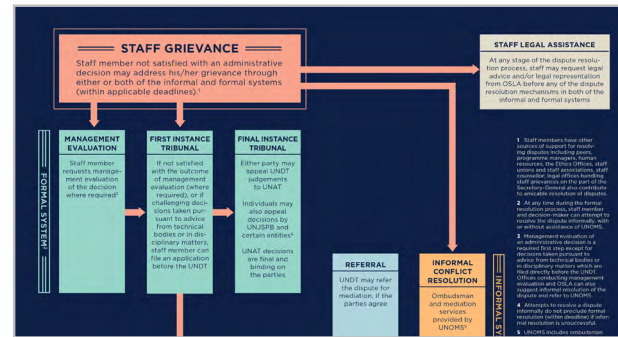 STAFF GRIEVANCE
Staff member not satisfied with an administrative
decision may address his/her grievance through
either or both of the informal and formal systems
(within applicable deadlines).¹
STAFF LEGAL ASSISTANCE
At any stage of the dispute resolu-
tion process, staff may request legal
advice and/or legal representation
from OSLA before any of the dispute
resolution mechanisms in both of the
informal and formal systems
FORMAL SYSTEM⁴
MANAGEMENT
EVALUATION
Staff member
requests manage-
ment evaluation
of the decision
where required²
FIRST INSTANCE
TRIBUNAL
If not satisfied
with the outcome
of management
evaluation (where
required), or if
challenging deci-
sions taken pur-
suant to advice
from technical
bodies or in dis-
ciplinary matters,
staff member can
file an application
before the UNDT
FINAL INSTANCE
TRIBUNAL
Either party may
appeal UNDT
judgements
to UNAT
Individuals may
also appeal
decisions by
UNJSPB and
certain entities⁶
UNAT decisions
are final and
binding on
the parties
REFERRAL
UNDT may refer
the dispute for
mediation, if the
parties agree
INFORMAL
CONFLICT
RESOLUTION
Ombudsman
and mediation
services
provided by
UNOMS⁵
INFORMAL SY
1 Staff members have other
sources of support for resolv-
ing disputes including peers,
programme managers, human
resources, the Ethics Offices, staff
unions and staff associations, staff
counsellor, legal offices handling
staff grievances on the part of the
Secretary-General also contribute
to amicable resolution of disputes.
2 At any time during the formal
resolution process, staff member
and decision-maker can attempt to
resolve the dispute informally, with
or without assistance of UNOMS.
3 Management evaluation of
an administrative decision is a
required first step except for
decisions taken pursuant to
advice from technical bodies or
in disciplinary matters which are
filed directly before the UNDT.
Offices conducting management
evaluation and OSLA can also
suggest informal resolution of the
dispute and refer to UNOMS.
4 Attempts to resolve a dispute
informally do not preclude formal
resolution (within deadline) if infor-
mal resolution is unsuccessful.
5 UNOMS includes ombudsman